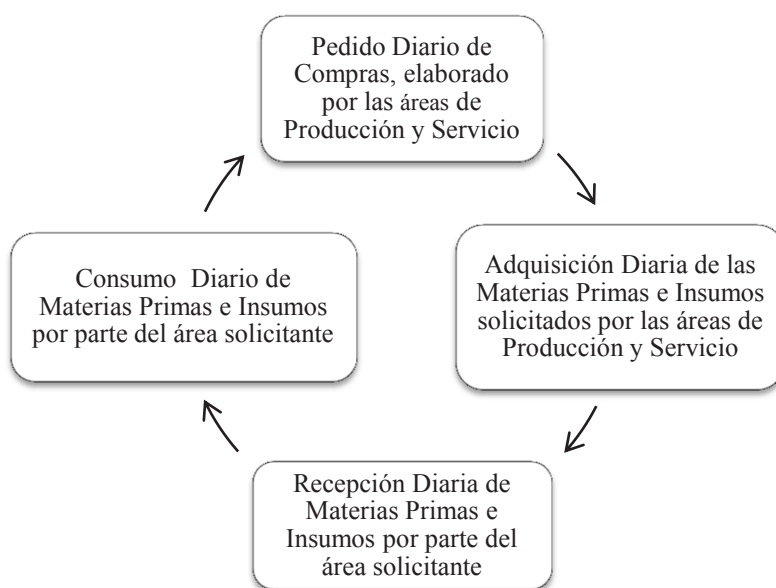 Pedido Diario de
Compras, elaborado
por las áreas de
Producción y Servicio
Adquisición Diaria de las
Materias Primas e Insumos
solicitados por las áreas de
Producción y Servicio
Recepción Diaria de
Materias Primas e
Insumos por parte del
área solicitante
Consumo  Diario de
Materias Primas e Insumos
por parte del área solicitante